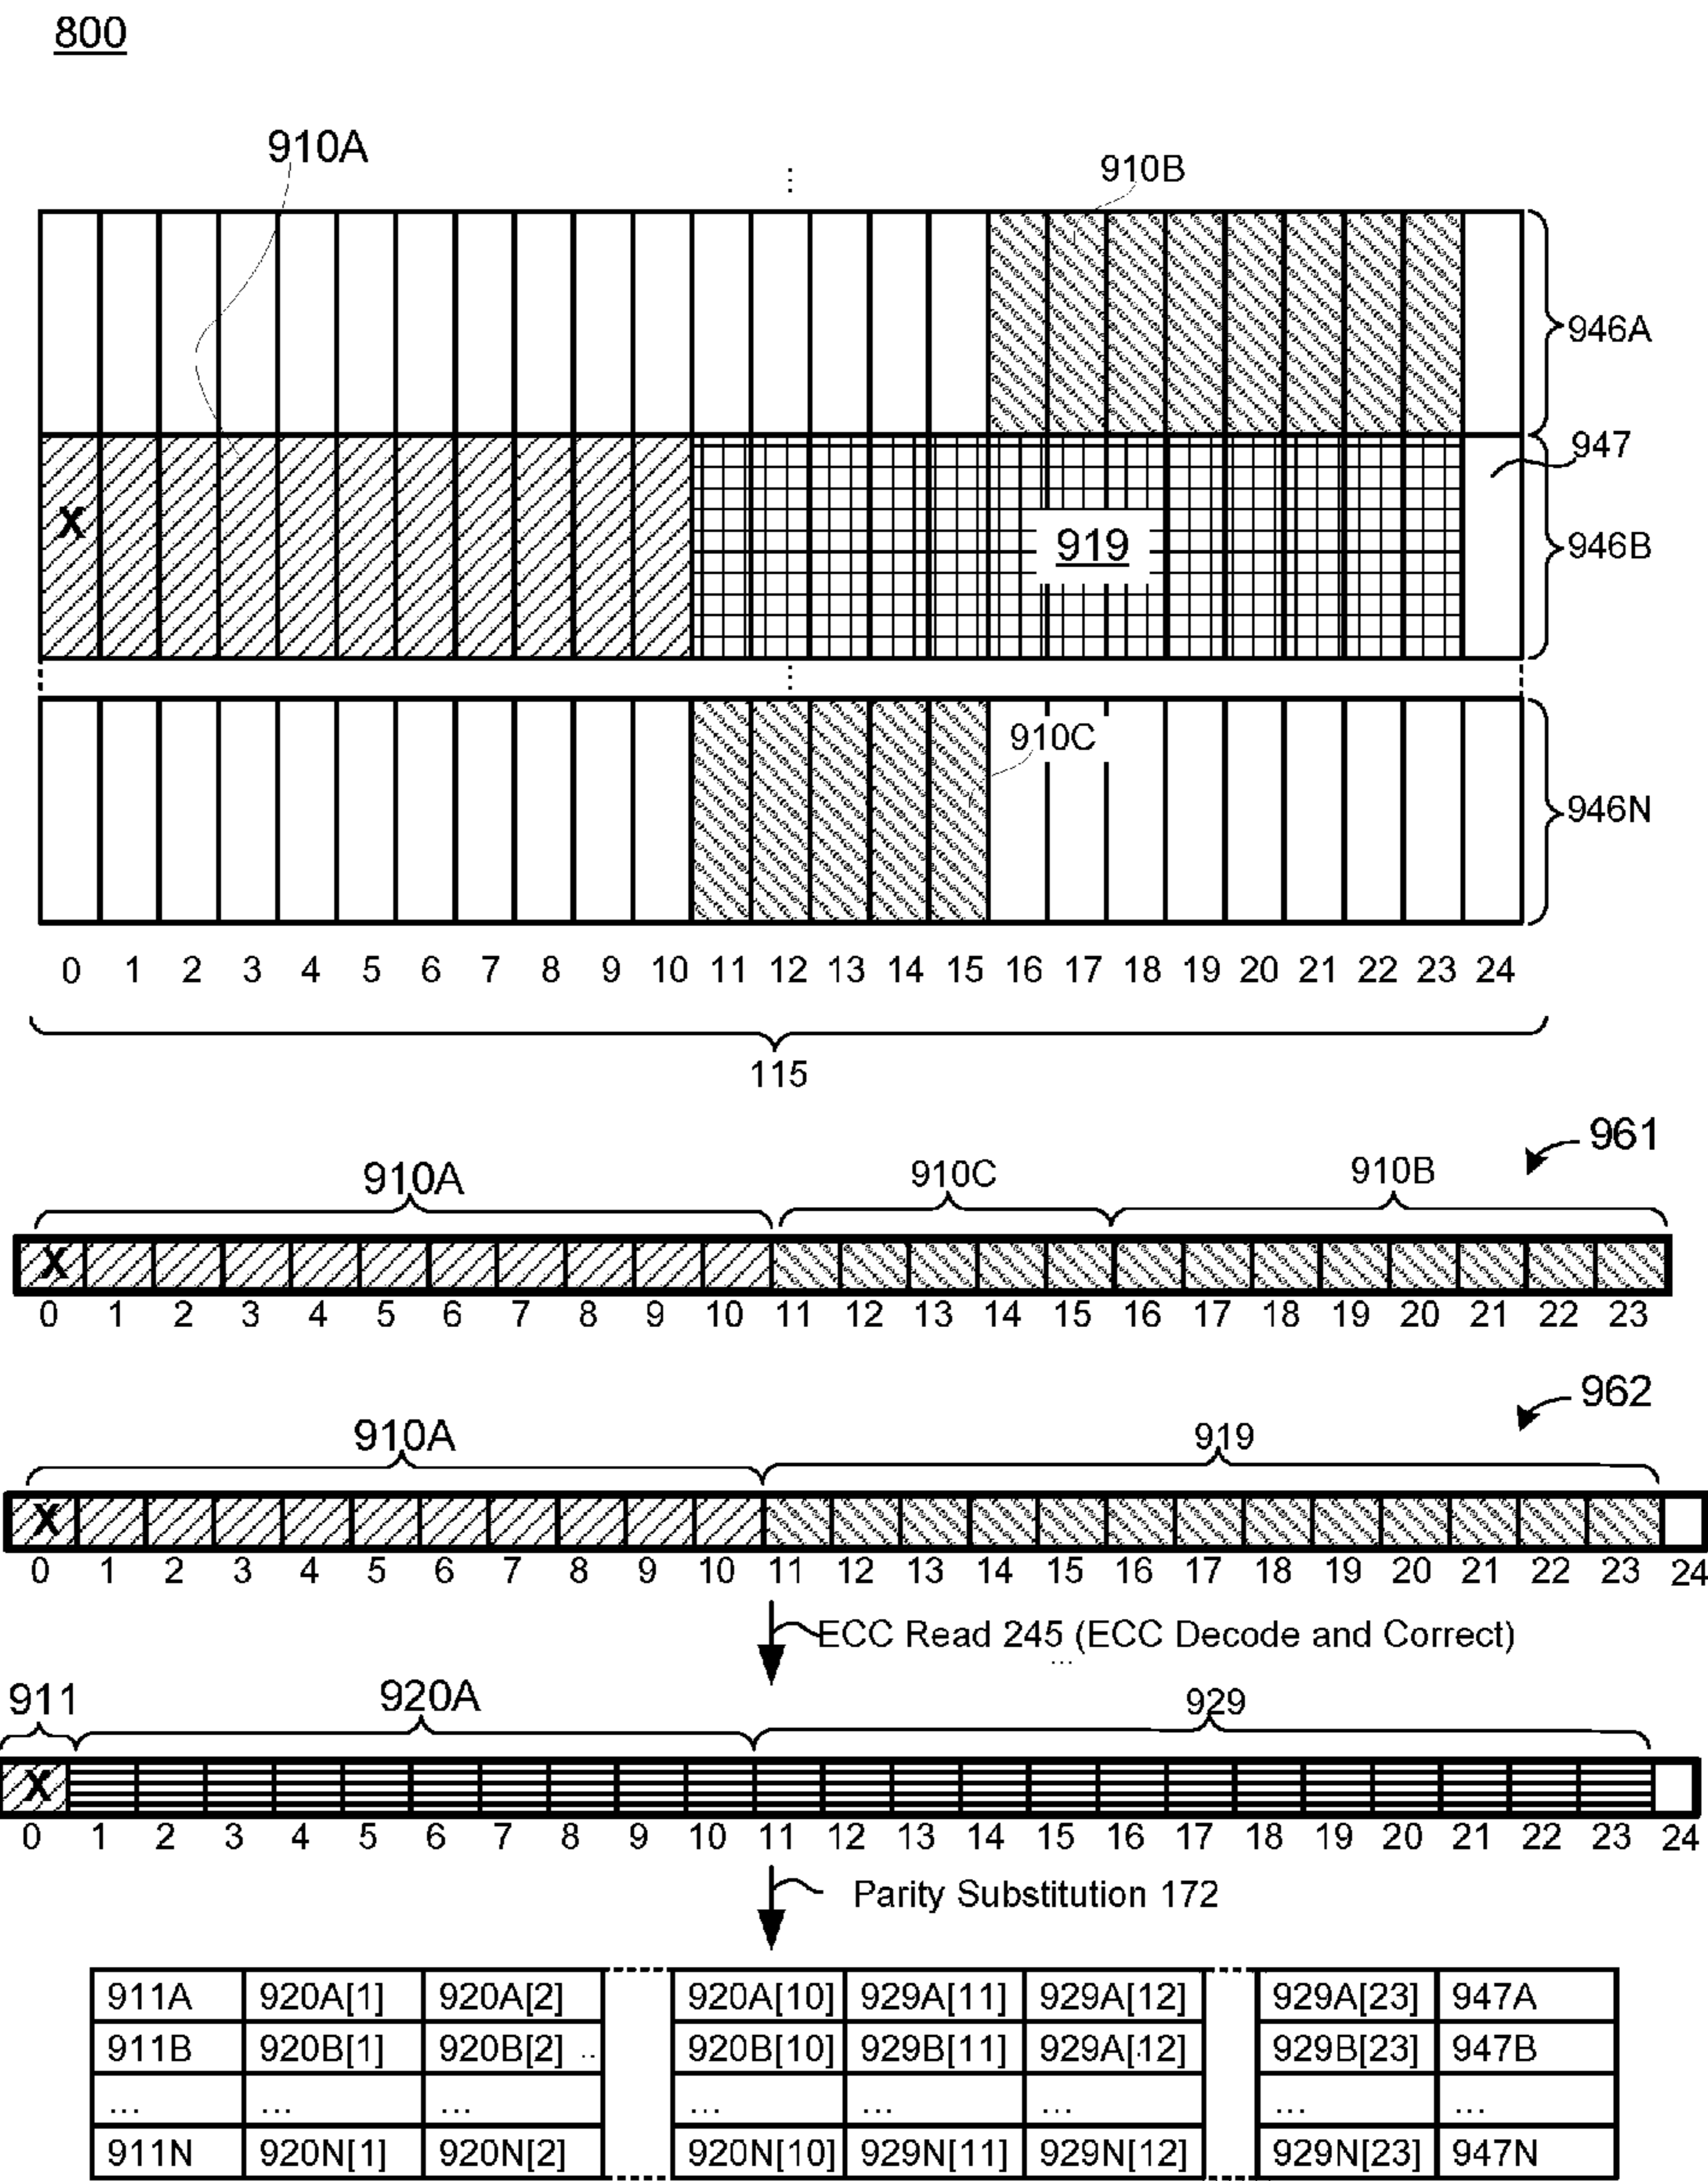 800
910A
⋮
910B
946A
947
X
919
946B
⋮
910C
946N
0 1 2 3 4 5 6 7 8 9 10 11 12 13 14 15 16 17 18 19 20 21 22 23 24
115
961
910A 910C 910B
X
0 1 2 3 4 5 6 7 8 9 10 11 12 13 14 15 16 17 18 19 20 21 22 23
962
910A 919
X
0 1 2 3 4 5 6 7 8 9 10 11 12 13 14 15 16 17 18 19 20 21 22 23 24
ECC Read 245 (ECC Decode and Correct)
...
911 920A 929
X
0 1 2 3 4 5 6 7 8 9 10 11 12 13 14 15 16 17 18 19 20 21 22 23 24
Parity Substitution 172
911A 920A[1] 920A[2] 920A[10] 929A[11] 929A[12] 929A[23] 947A
911B 920B[1] 920B[2] .. 920B[10] 929B[11] 929A[12] 929B[23] 947B
... ... ... ... ... ... ... ...
911N 920N[1] 920N[2] 920N[10] 929N[11] 929N[12] 929N[23] 947N